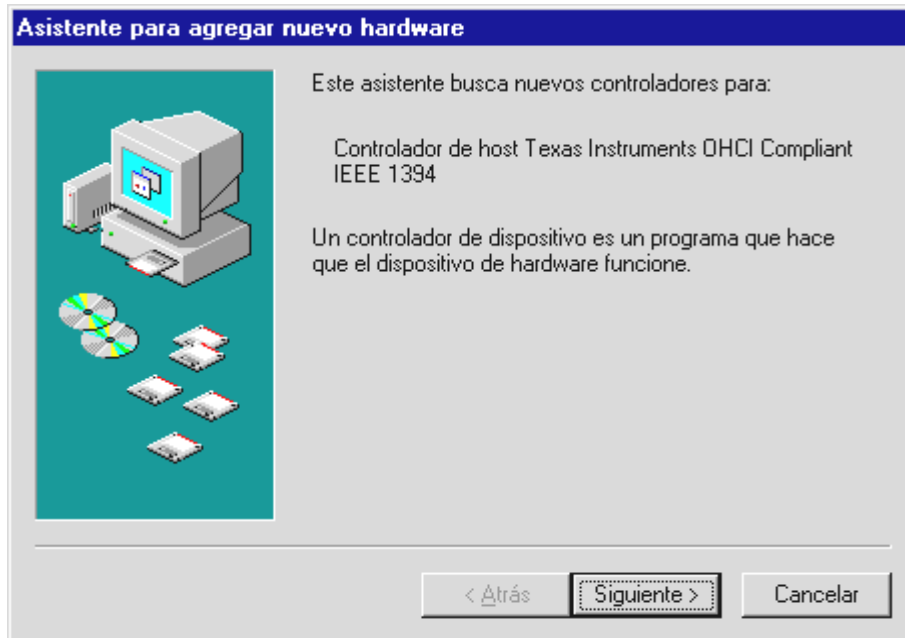 Asistente para agregar nuevo hardware
Este asistente busca nuevos controladores para:
Controlador de host Texas Instruments OHCI Compliant
IEEE 1394
Un controlador de dispositivo es un programa que hace
que el dispositivo de hardware funcione.
< Atrás
Siguiente >
Cancelar